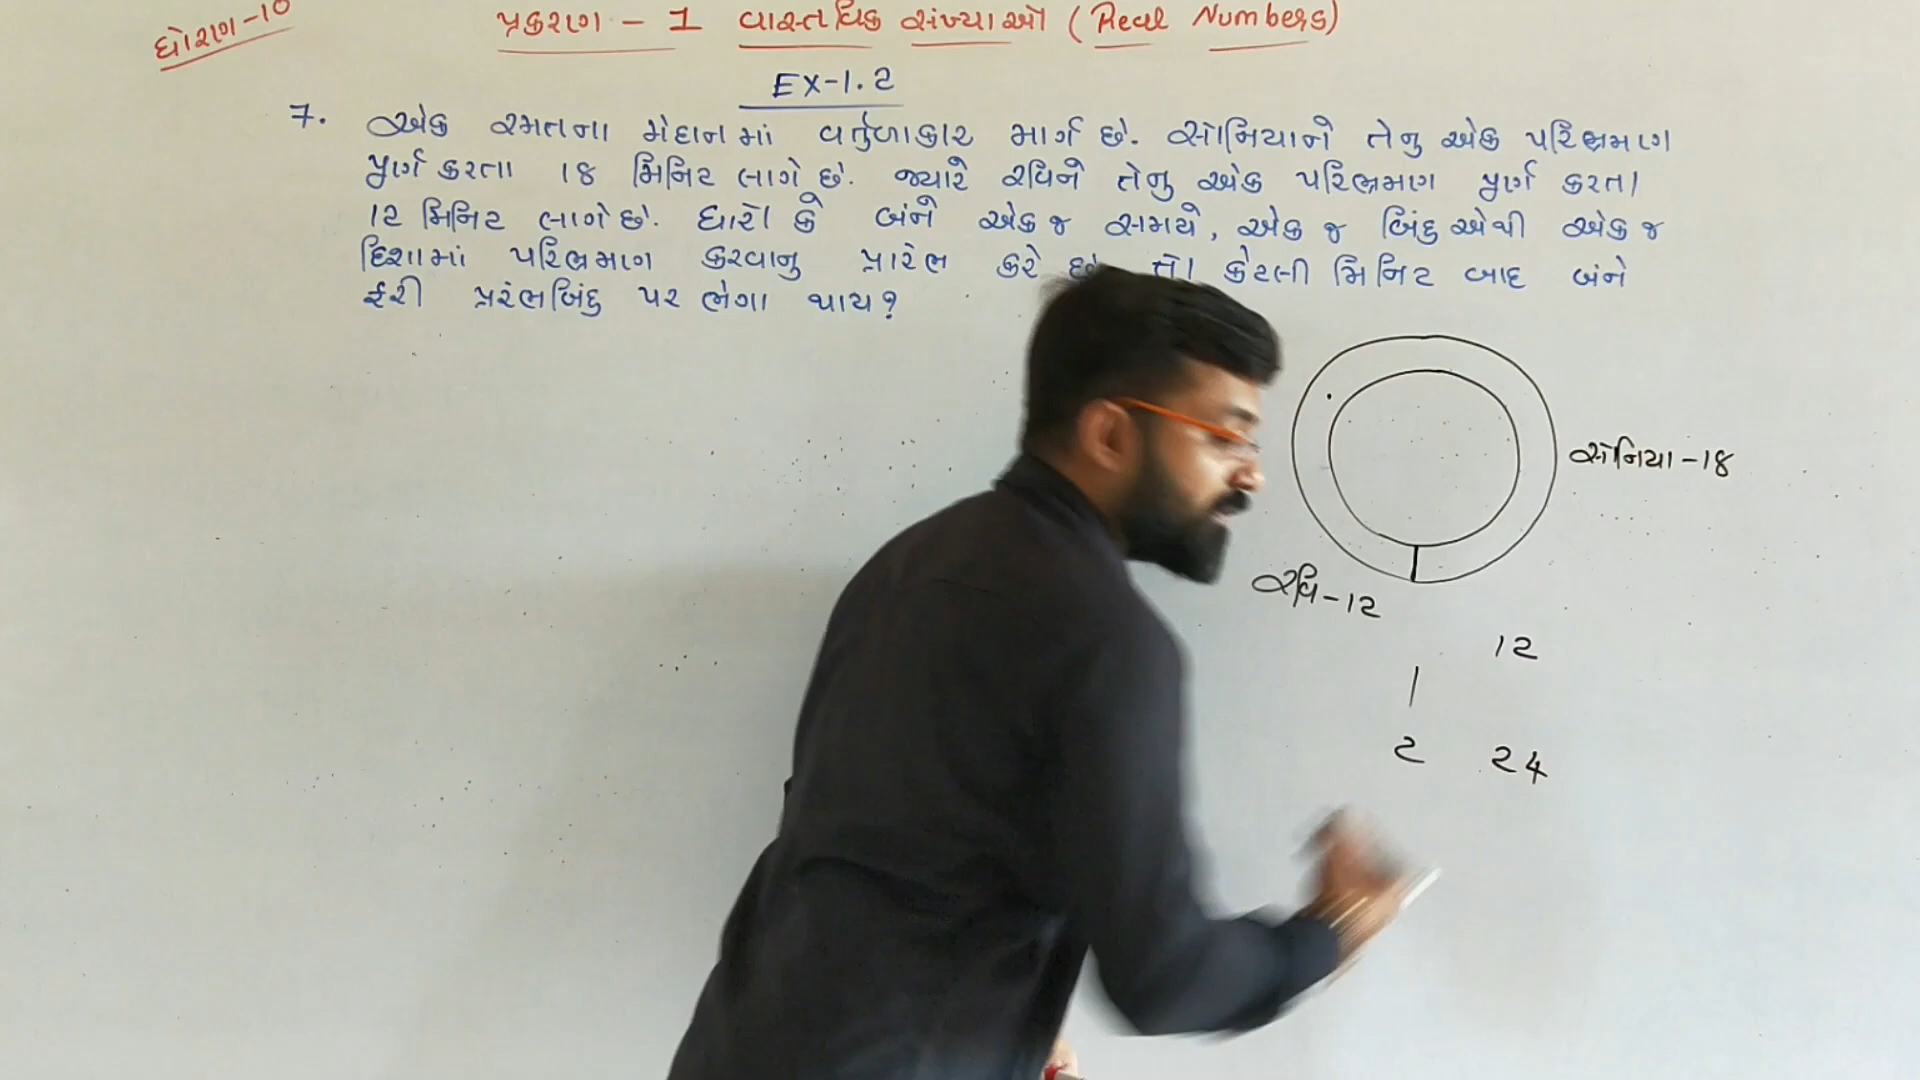 ધોરણ-10
પ્રકરણ - 1 વાસ્તવિક સંખ્યાઓ (Real Numbers)
EX-1.2
7. એક રમતના મેદાનમાં વર્તુળાકાર માર્ગ છે. સોનિયાને તેનુ એક પરિભ્રમણ
પૂર્ણ કરતા 18 મિનિટ લાગે છે. જ્યારે રવિને તેનુ એક પરિભ્રમણ પૂર્ણ કરતા
12 મિનિટ લાગે છે. ધારો કે બંને એક જ સમયે, એક જ બિંદુએથી એક જ
દિશામાં પરિભ્રમણ કરવાનુ પ્રારંભ કરે છે. તો કેટલી મિનિટ બાદ બંને
ફરી પ્રરંભબિંદુ પર ભેગા થાય?
સોનિયા-18
રવિ-12
12
1
2 24